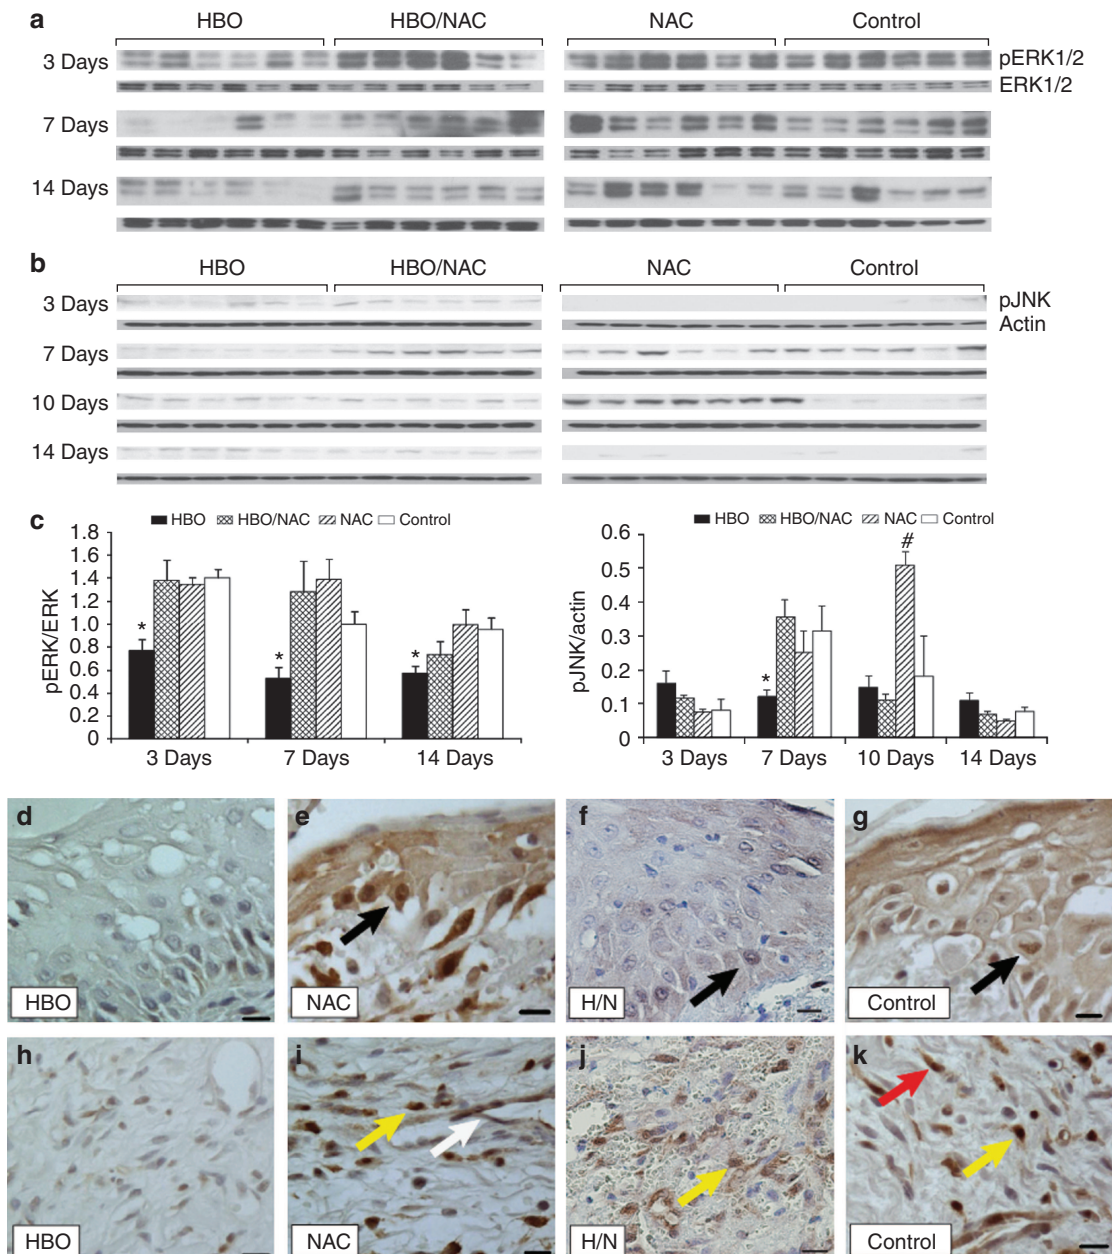 a HBO HBO/NAC NAC Control
3 Days pERK1/2
ERK1/2
7 Days
14 Days
b HBO HBO/NAC NAC Control
3 Days pJNK
Actin
7 Days
10 Days
14 Days
c HBO HBO/NAC NAC Control
pERK/ERK
1.8
1.6
1.4
1.2
1.0
0.8
0.6
0.4
0.2
0
* * *
3 Days 7 Days 14 Days
HBO HBO/NAC NAC Control
pJNK/actin
0.6
0.5
0.4
0.3
0.2
0.1
0
* #
3 Days 7 Days 10 Days 14 Days
d e f g
HBO NAC H/N Control
h i j k
HBO NAC H/N Control